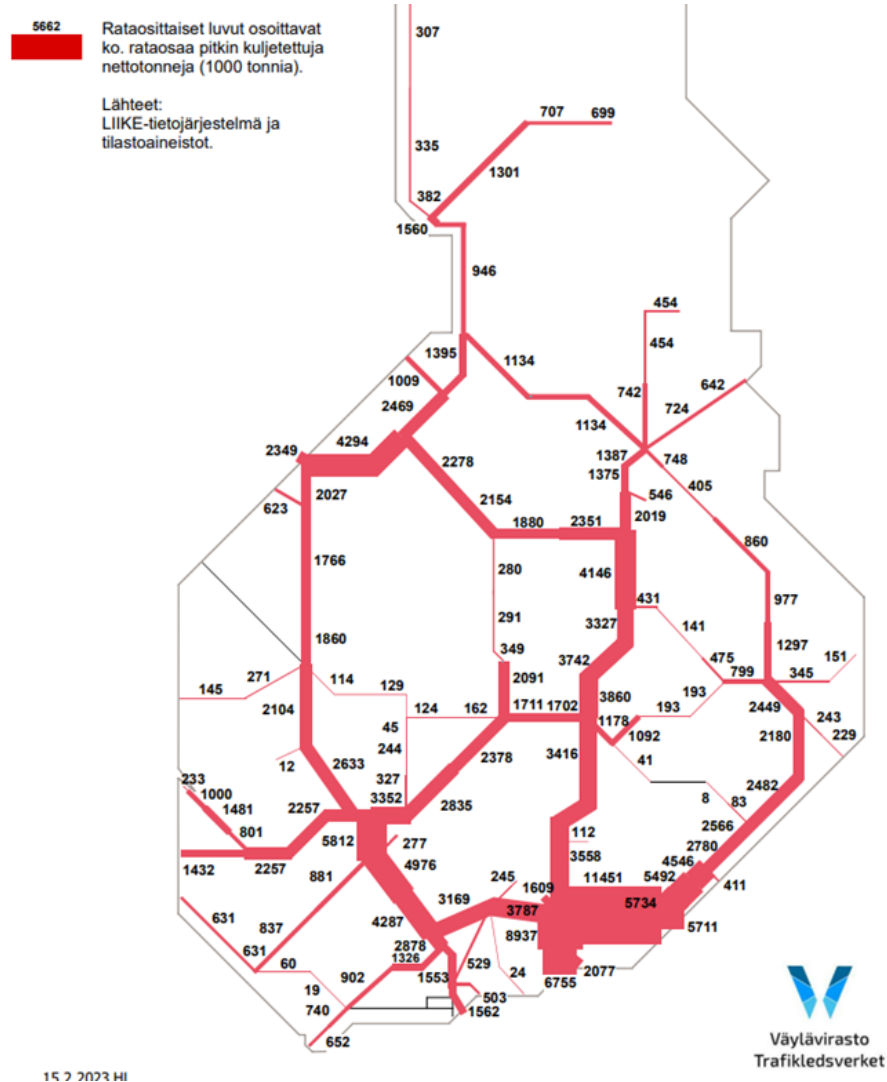 5662
Rataosittaiset luvut osoittavat
ko. rataosaa pitkin kuljetettuja
nettotonneja (1000 tonnia).
Lähteet:
LIIKE-tietojärjestelmä ja
tilastoaineistot.
307
707 699
335
1301
382
1560
946
454
1395 1134 454
1009 742 642
2469 724
4294 1134
2349 2278 1387 748
1375 405
2027 2154 546
623 1880 2351 2019
860
1766 280 4146
977
291 431
3327 141
1860 349 1297 151
3742 475
271 114 2091 799 345
145 129 193 193
2104 124 162 1711 1702 3860 2449 243
45 1178 1092 2180 229
244 2378 3416 41
12 2633
233 327 2482
1000 3352 2835 8 83
1481 2257 2566
801 5812 277 112 2780
1432 2257 4976 3558 4546
881 245 1609 11451 5492 411
631 3169 5734
837 4287 3787 5711
8937
631 2878
60 1326 529
902 1553 24 2077
19 6755
740 503
1562
652
Väylävirasto
Trafikledsverket
15.2.2023 HL